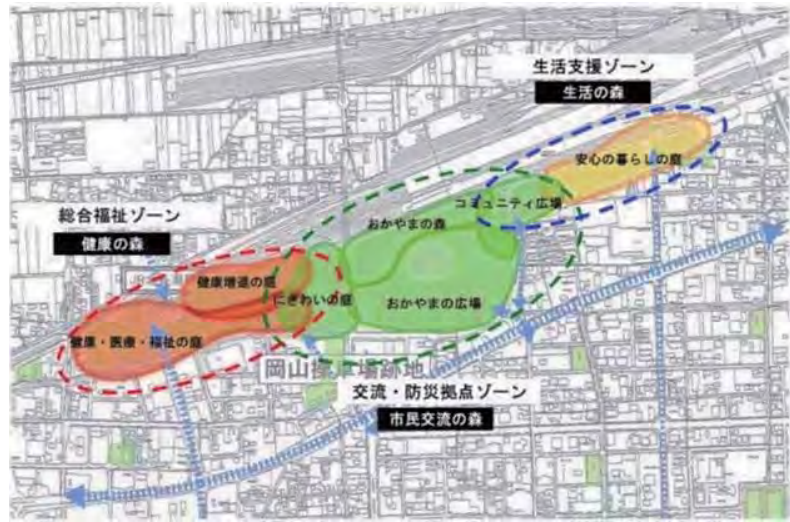 生活支援ゾーン
生活の森
安心の暮らしの庭
コミュニティ広場
総合福祉ゾーン
健康の森
おかやまの森
健康増進の庭
にぎわいの庭
おかやまの広場
健康・医療・福祉の庭
岡山操車場跡地
交流・防災拠点ゾーン
市民交流の森